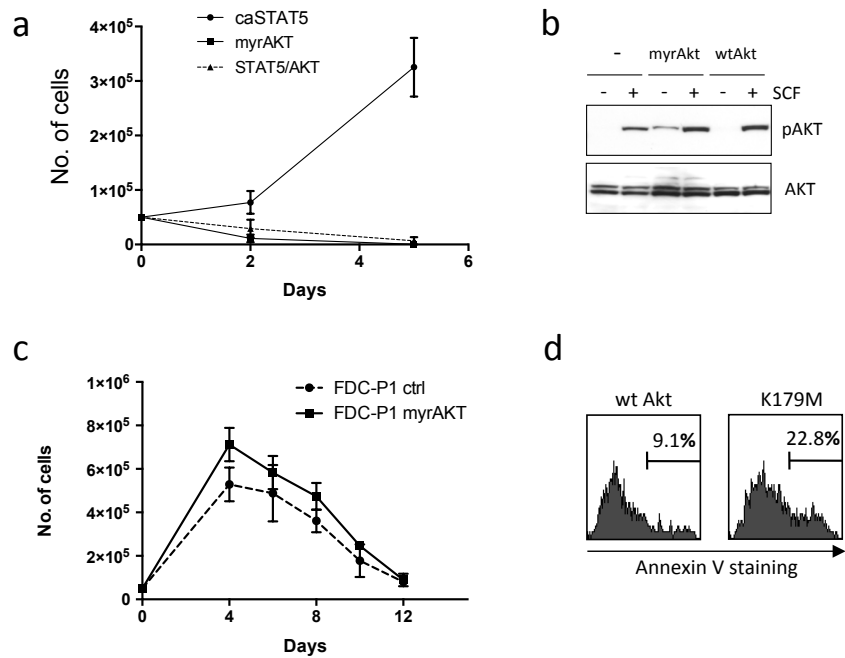 a
caSTAT5
myrAKT
STAT5/AKT
4×10⁵
3×10⁵
2×10⁵
1×10⁵
0
No. of cells
0 2 4 6
Days
b
- myrAkt wtAkt
- + - + - + SCF
pAKT
AKT
c
FDC-P1 ctrl
FDC-P1 myrAKT
1×10⁶
8×10⁵
6×10⁵
4×10⁵
2×10⁵
0
No. of cells
0 4 8 12
Days
d
wt Akt K179M
9.1% 22.8%
Annexin V staining